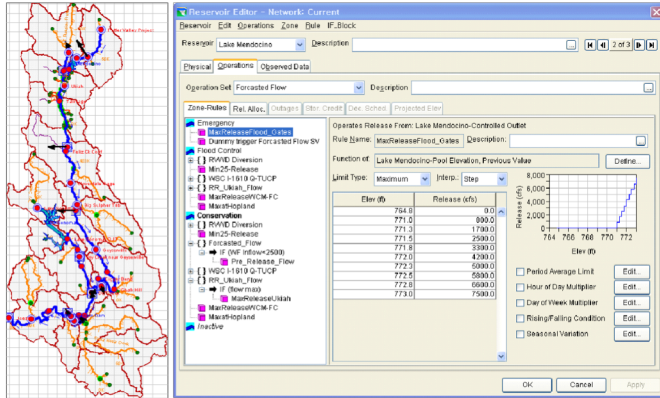 Reservoir Editor - Network: Current
Reservoir Edit Operations Zone Rule IF_Block
Reservoir Lake Mendocino Description 2 of 3
Physical Operations Observed Data
Operation Set Forcasted Flow Description
Zone-Rules Rel. Alloc. Outages Stor. Credit Dec. Sched. Projected Elev
Emergency
MaxReleaseFlood_Gates
Dummy tripper Forcasted Flow SV
Flood Control
{ } RVWD Diversion
Min25-Release
{ } WSC I-1610 Q-TUCP
{ } RR_Ukiah_Flow
MaxReleaseWCM-FC
MaxatHopland
Conservation
{ } RVWD Diversion
Min25-Release
{ } Forcasted_Flow
IF (WF Inflow>2500)
Pre_Release_Flow
{ } WSC I-1610 Q-TUCP
{ } RR_Ukiah_Flow
IF (flow max)
MaxReleaseUkiah
MaxReleaseWCM-FC
MaxatHopland
Inactive
Operates Release From: Lake Mendocino-Controlled Outlet
Rule Name: MaxReleaseFlood_Gates Description:
Function of: Lake Mendocino-Pool Elevation, Previous Value Define...
Limit Type: Maximum Interp.: Step
Elev (ft) Release (cfs)
764.8 0.0
771.0 800.0
771.3 1700.0
771.5 2500.0
771.8 3300.0
772.0 4200.0
772.3 5000.0
772.5 5800.0
772.8 6600.0
773.0 7500.0
Release (cfs)
8,000
6,000
4,000
2,000
0
764 766 768 770 772
Elev (ft)
Period Average Limit Edit...
Hour of Day Multiplier Edit...
Day of Week Multiplier Edit...
Rising/Falling Condition Edit...
Seasonal Variation Edit...
OK Cancel Apply
Ukiah